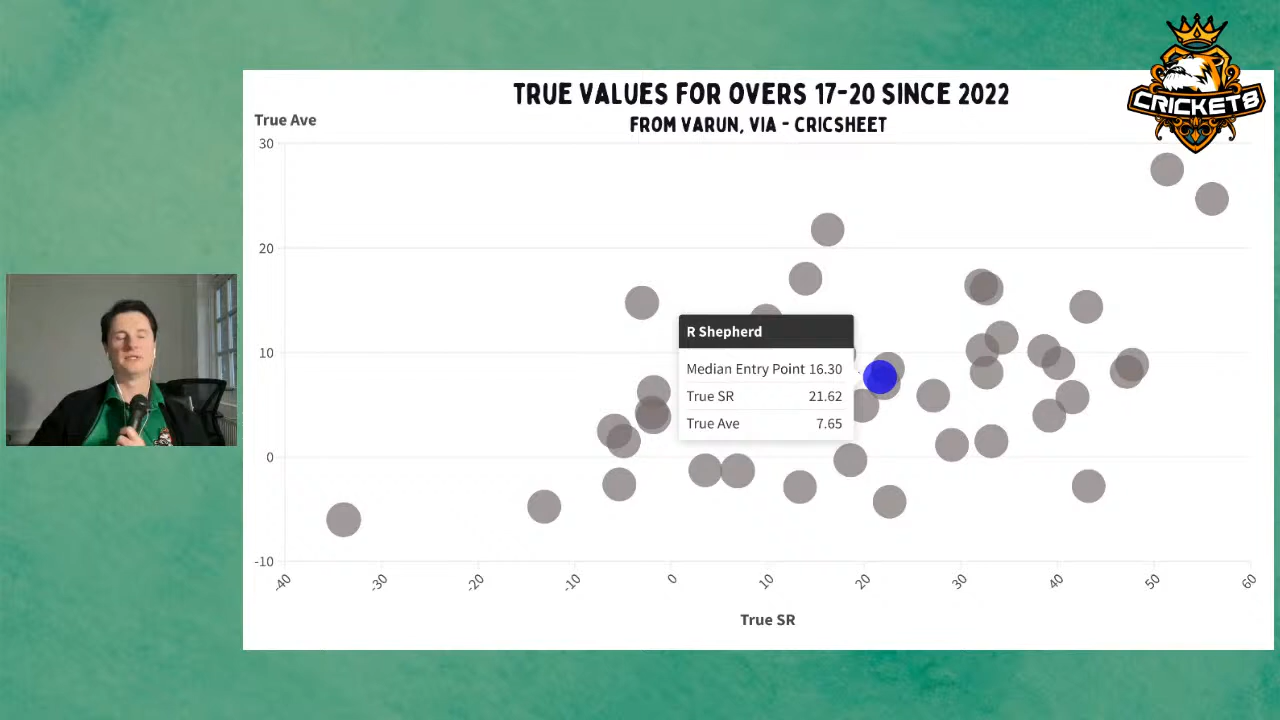 TRUE VALUES FOR OVERS 17-20 SINCE 2022
FROM VARUN, VIA - CRICSHEET
CRICKET8
True Ave
30
20
10
0
-10
R Shepherd
Median Entry Point 16.30
True SR 21.62
True Ave 7.65
-40 -30 -20 -10 0 10 20 30 40 50 60
True SR